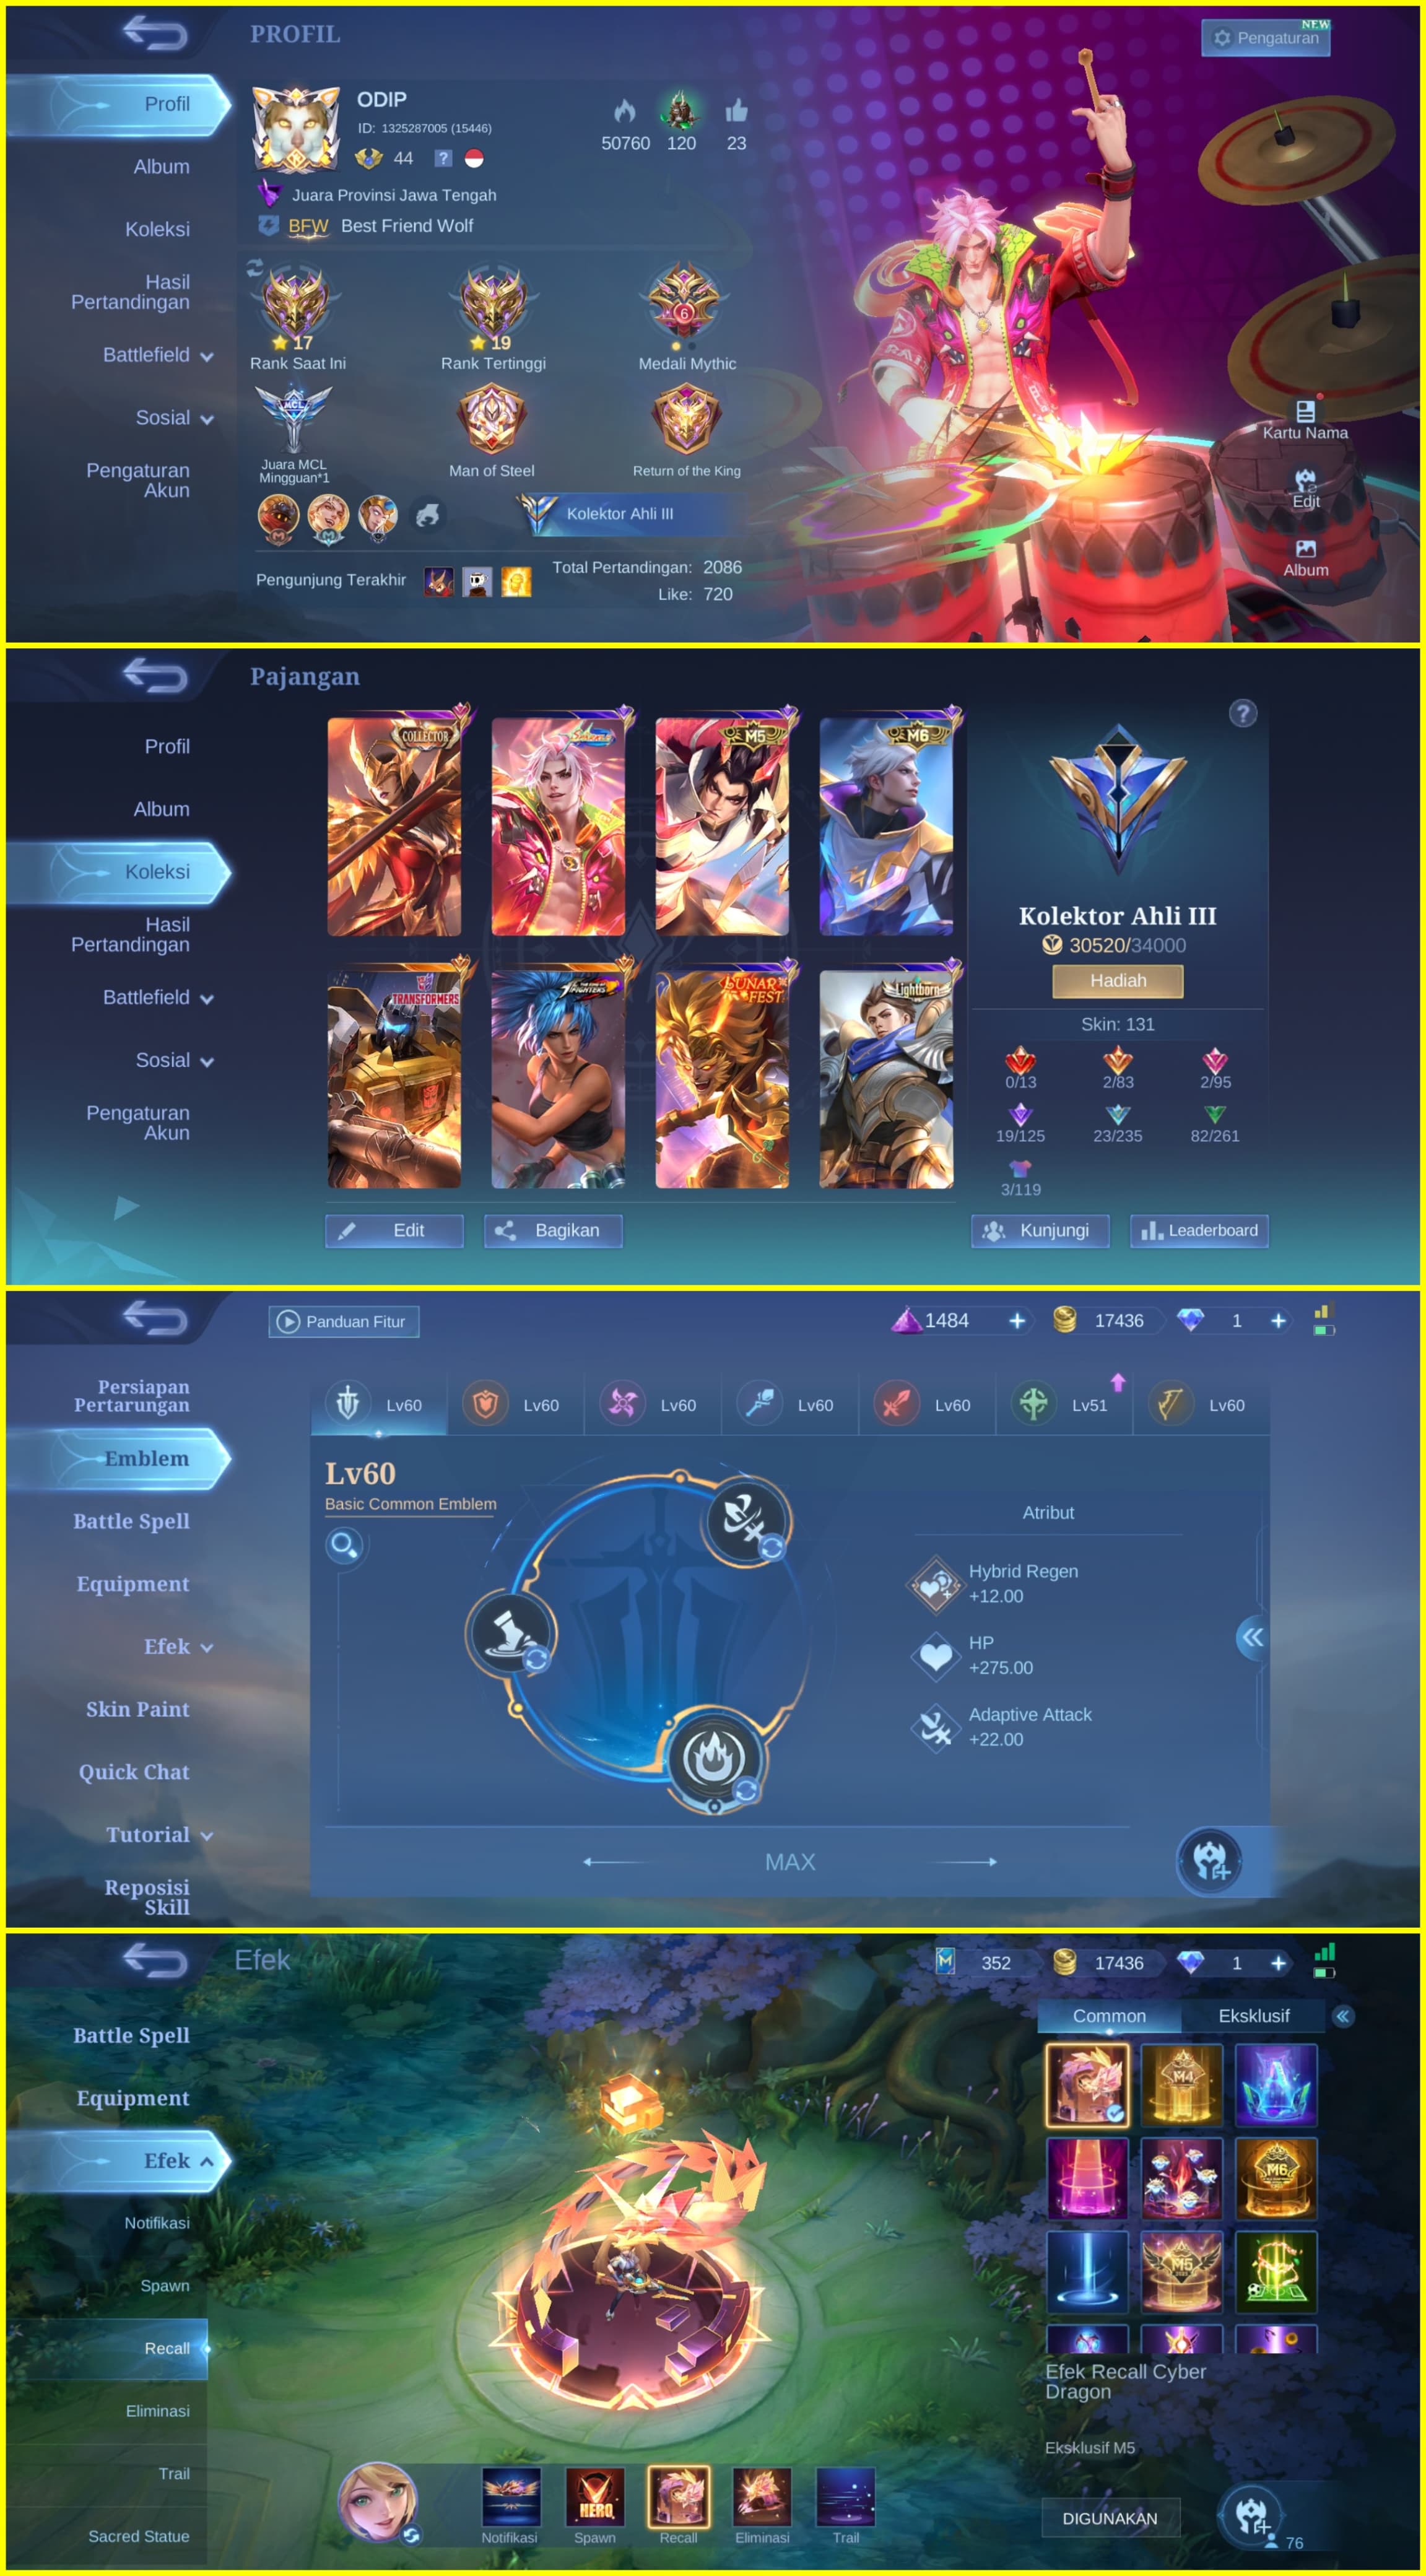 PROFIL
NEW
Pengaturan
Profil
Album
Koleksi
Hasil
Pertandingan
Battlefield
Sosial
Pengaturan
Akun
ODIP
ID: 1325287005 (15446)
44
?
50760
120
23
Juara Provinsi Jawa Tengah
BFW Best Friend Wolf
17
Rank Saat Ini
19
Rank Tertinggi
6
Medali Mythic
MCL
Juara MCL
Mingguan*1
Man of Steel
Return of the King
Kolektor Ahli III
Pengunjung Terakhir
Total Pertandingan: 2086
Like: 720
Kartu Nama
Edit
Album
Pajangan
Profil
Album
Koleksi
Hasil
Pertandingan
Battlefield
Sosial
Pengaturan
Akun
COLLECTOR
M5
M6
TRANSFORMERS
FIGHTERS
LUNAR
FEST
Lightborn
?
Kolektor Ahli III
30520/34000
Hadiah
Skin: 131
0/13
2/83
2/95
19/125
23/235
82/261
3/119
Edit
Bagikan
Kunjungi
Leaderboard
Panduan Fitur
1484
17436
1
Persiapan
Pertarungan
Emblem
Battle Spell
Equipment
Efek
Skin Paint
Quick Chat
Tutorial
Reposisi
Skill
Lv60
Lv60
Lv60
Lv60
Lv60
Lv51
Lv60
Lv60
Basic Common Emblem
Atribut
Hybrid Regen
+12.00
HP
+275.00
Adaptive Attack
+22.00
MAX
Efek
352
17436
1
Battle Spell
Equipment
Efek
Notifikasi
Spawn
Recall
Eliminasi
Trail
Sacred Statue
Common
Eksklusif
M4
M6
M5
Efek Recall Cyber
Dragon
Eksklusif M5
DIGUNAKAN
76
HERO
Notifikasi
Spawn
Recall
Eliminasi
Trail